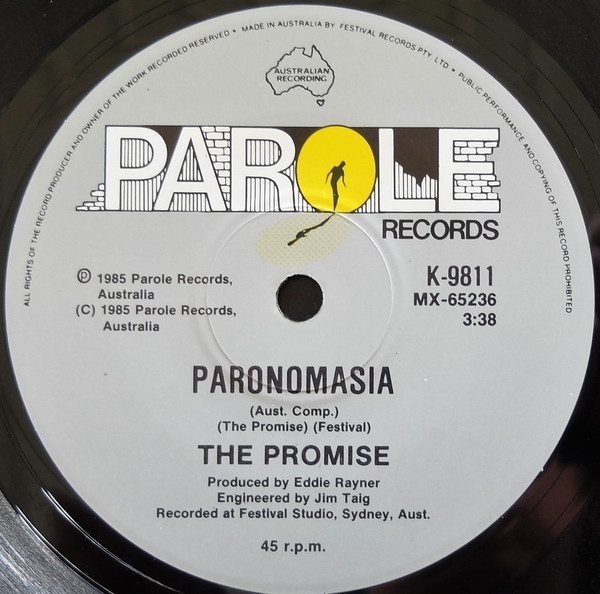 ALL RIGHTS OF THE RECORD PRODUCER AND OWNER OF THE WORK RECORDED RESERVED • MADE IN AUSTRALIA BY FESTIVAL RECORDS PTY. LTD • PUBLIC PERFORMANCE AND COPYING OF THIS RECORD PROHIBITED
AUSTRALIAN
RECORDING
PAROLE
RECORDS
K-9811
MX-65236
3:38
Ⓟ 1985 Parole Records,
Australia
(C) 1985 Parole Records,
Australia
PARONOMASIA
(Aust. Comp.)
(The Promise) (Festival)
THE PROMISE
Produced by Eddie Rayner
Engineered by Jim Taig
Recorded at Festival Studio, Sydney, Aust.
45 r.p.m.